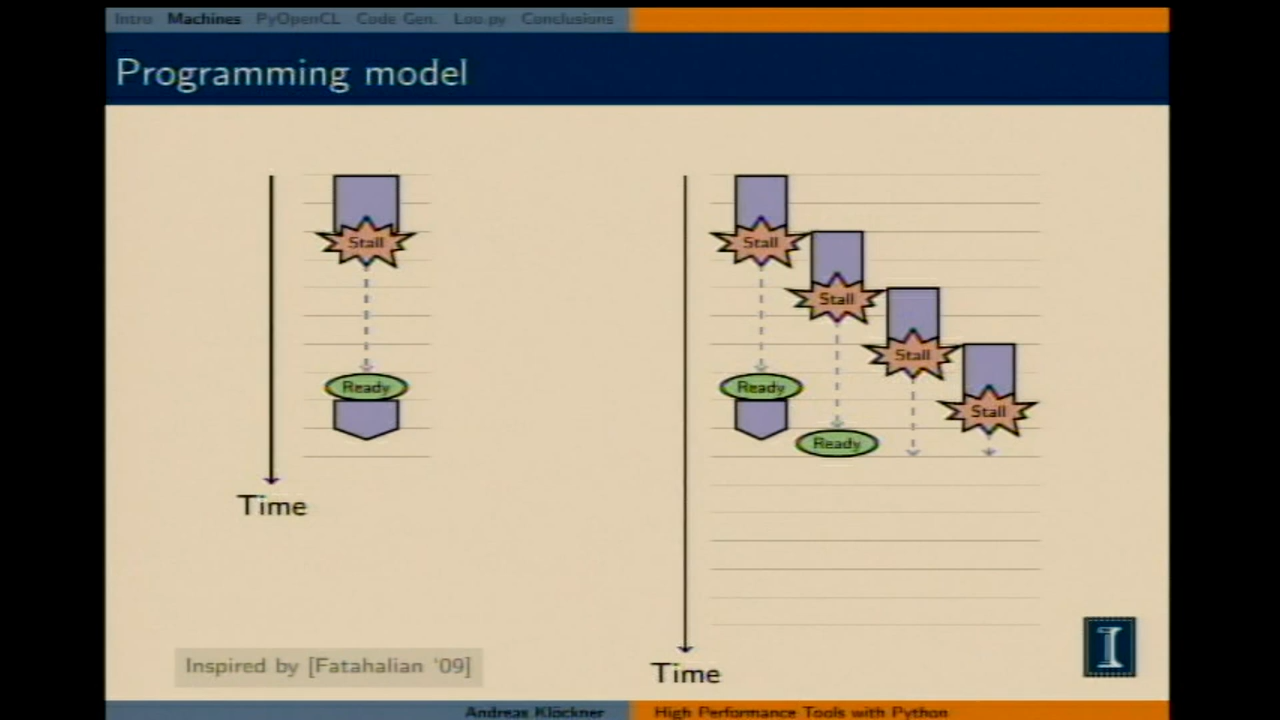 Intro Machines PyOpenCL Code Gen. Loo.py Conclusions
Programming model
Stall
Ready
Time
Stall
Stall
Stall
Stall
Ready
Ready
Time
Inspired by [Fatahalian '09]
I
Andreas Klöckner High Performance Tools with Python